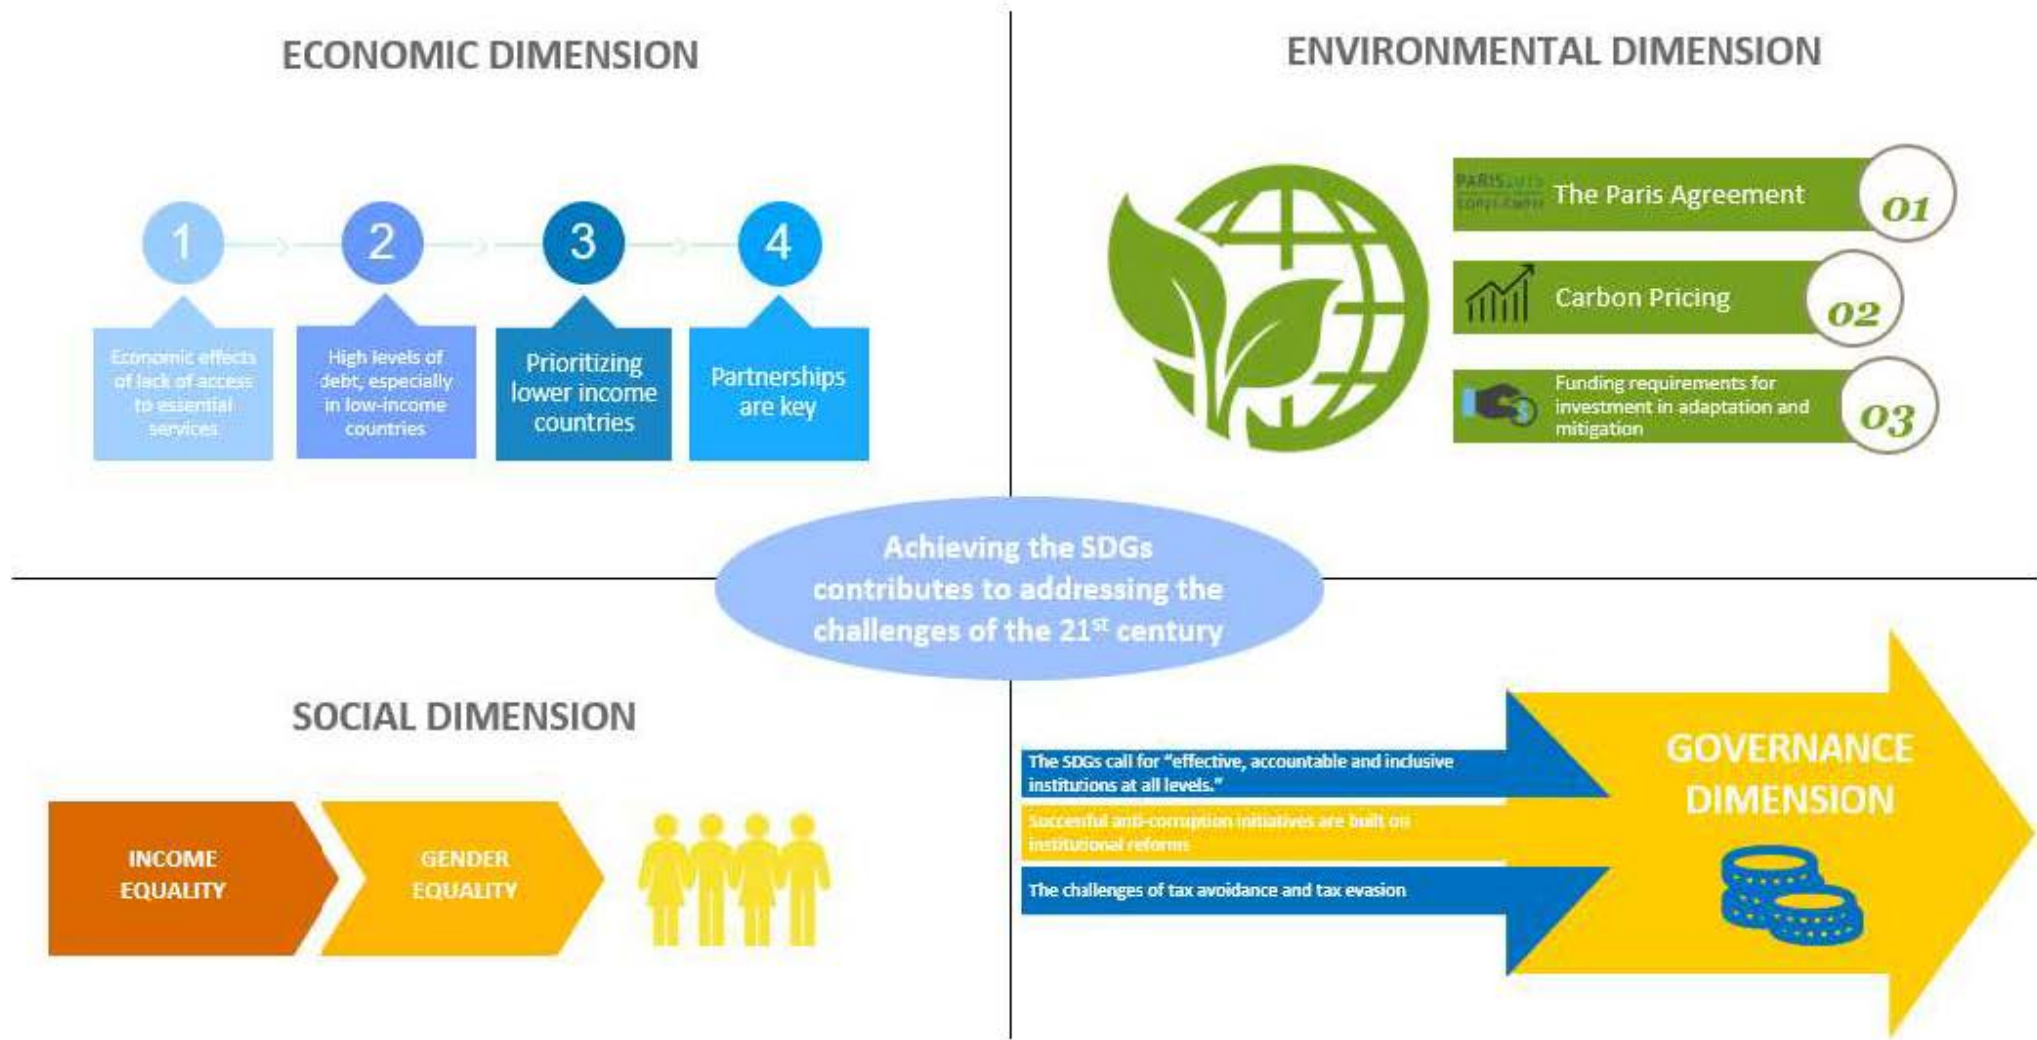 ECONOMIC DIMENSION
1
2
3
4
Economic effects
of lack of access
to essential
services
High levels of
debt, especially
in low-income
countries
Prioritizing
lower income
countries
Partnerships
are key
ENVIRONMENTAL DIMENSION
PARIS2015
The Paris Agreement
01
Carbon Pricing
02
Funding requirements for
investment in adaptation and
mitigation
03
Achieving the SDGs
contributes to addressing the
challenges of the 21st century
SOCIAL DIMENSION
INCOME
EQUALITY
GENDER
EQUALITY
The SDGs call for "effective, accountable and inclusive
institutions at all levels."
anti-corruption initiatives are built on
institutional reforms
The challenges of tax avoidance and tax evasion
GOVERNANCE
DIMENSION